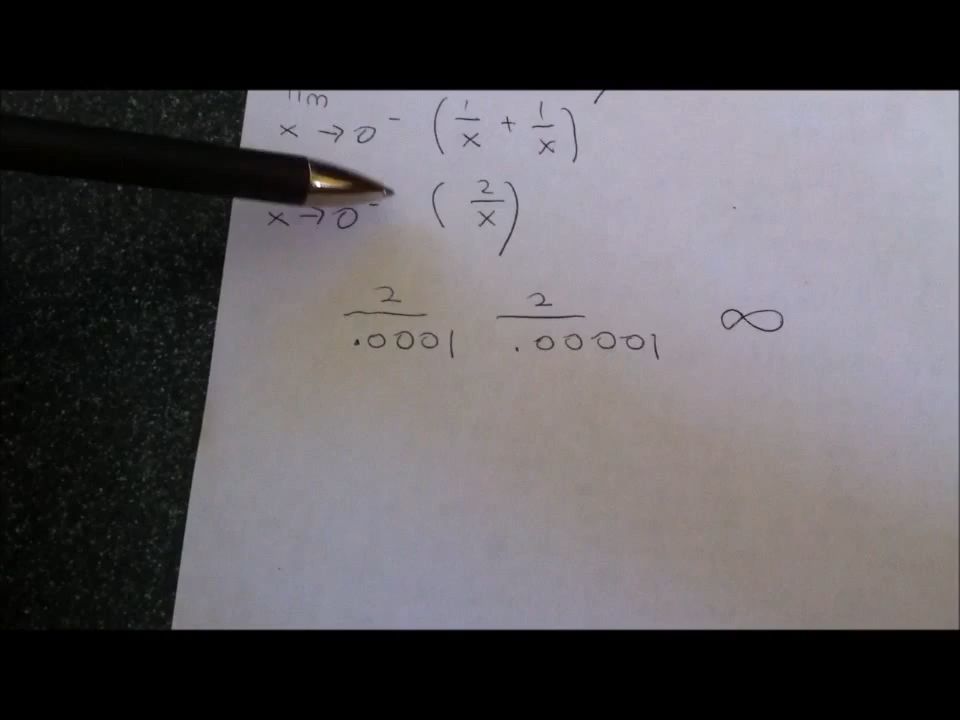 lim
x → 0⁻ ( 1/x + 1/x )
x → 0⁻ ( 2/x )
2/.0001 2/.00001 ∞